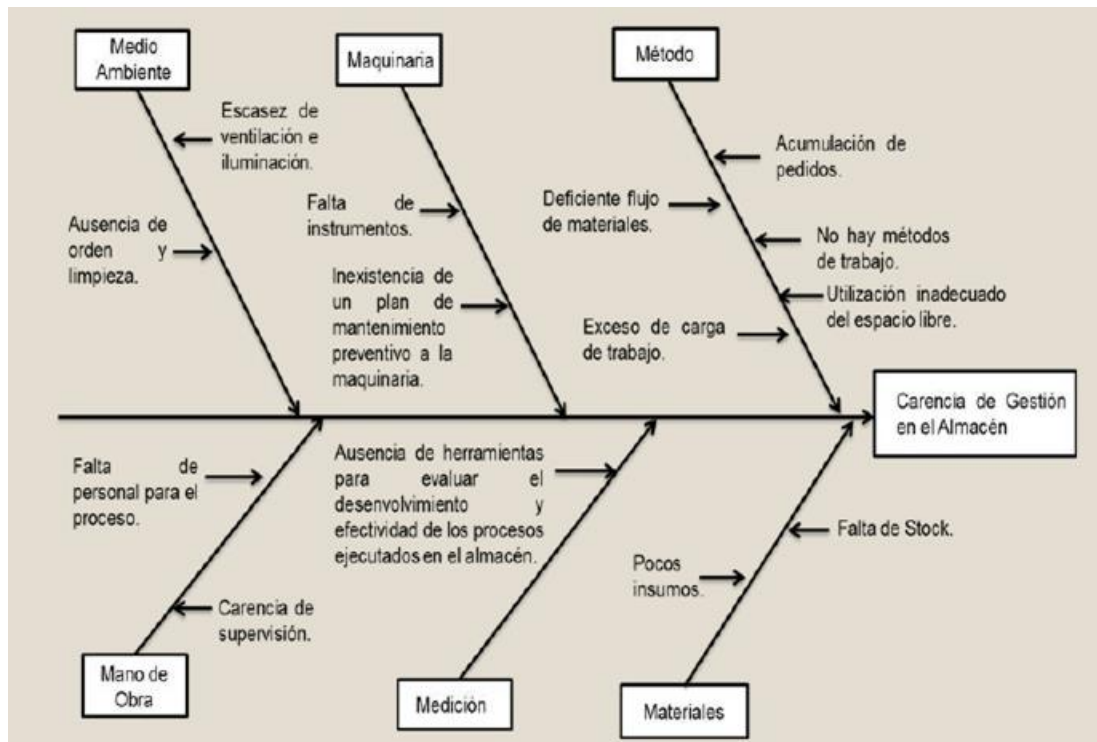 Medio
Ambiente
Maquinaria
Método
Escasez de
ventilación e
iluminación.
Ausencia de
orden y
limpieza.
Falta de
instrumentos.
Inexistencia de
un plan de
mantenimiento
preventivo a la
maquinaria.
Acumulación de
pedidos.
Deficiente flujo
de materiales.
No hay métodos
de trabajo.
Utilización inadecuado
del espacio libre.
Exceso de carga
de trabajo.
Carencia de Gestión
en el Almacén
Falta de
personal para el
proceso.
Carencia de
supervisión.
Ausencia de herramientas
para evaluar el
desenvolvimiento y
efectividad de los procesos
ejecutados en el almacén.
Falta de Stock.
Pocos
insumos.
Mano de
Obra
Medición
Materiales